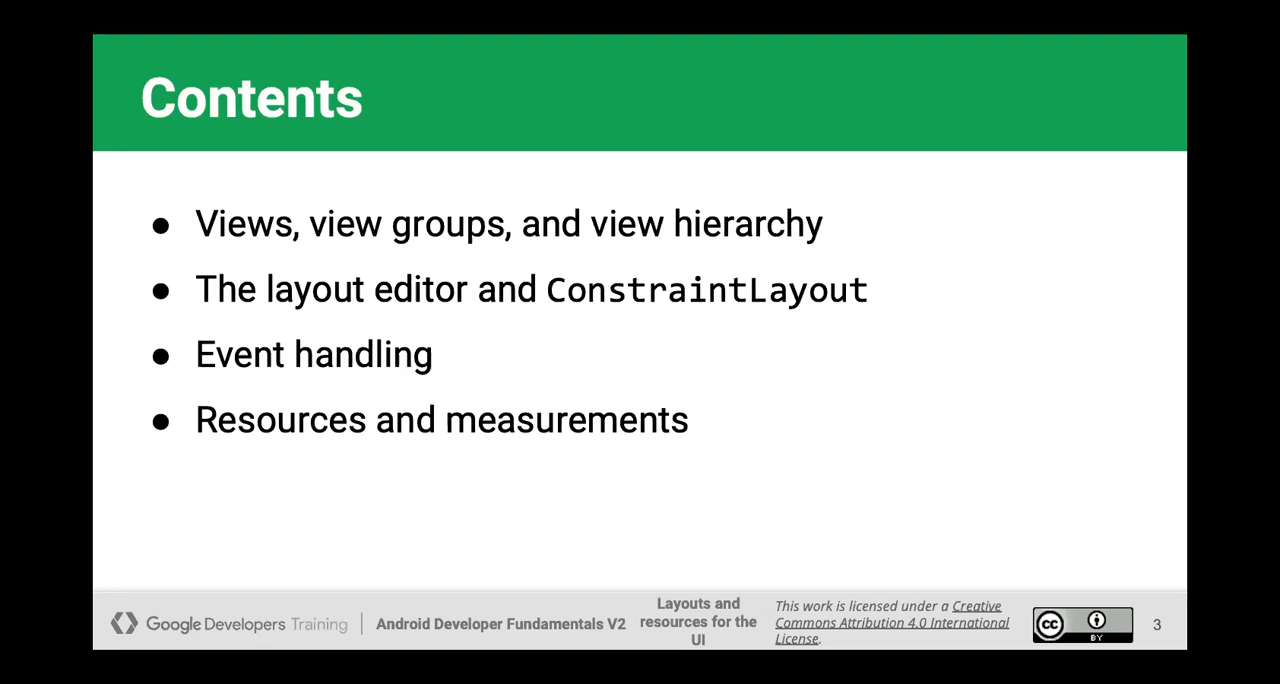 Contents
● Views, view groups, and view hierarchy
● The layout editor and ConstraintLayout
● Event handling
● Resources and measurements
Google Developers Training
Android Developer Fundamentals V2
Layouts and
resources for the
UI
This work is licensed under a Creative
Commons Attribution 4.0 International
License.
cc
BY
3